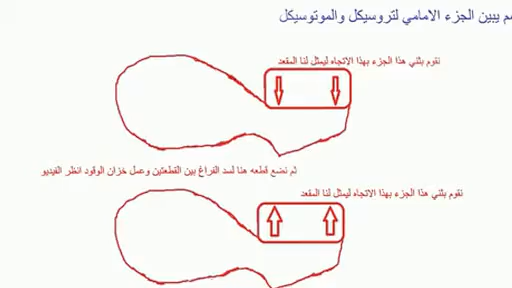 يبين الجزء الامامي لتروسيكل والموتوسيكل
نقوم بثني هذا الجزء بهذا الاتجاه ليمثل لنا المقعد
ثم نضع قطعه هنا لسد الفراغ بين القطعتين وعمل خزان الوقود انظر الفيديو
نقوم بثني هذا الجزء بهذا الاتجاه ليمثل لنا المقعد